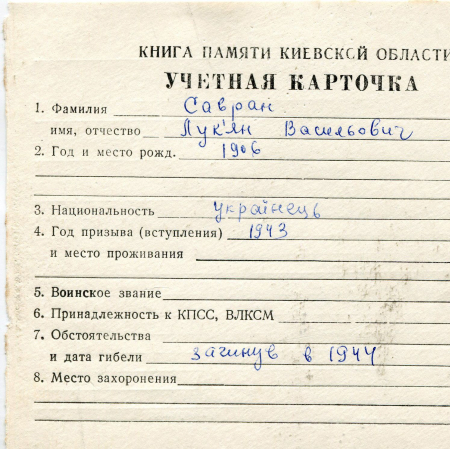 КНИГА ПАМЯТИ КИЕВСКОЙ ОБЛАСТИ
УЧЕТНАЯ КАРТОЧКА
1. Фамилия Савран
имя, отчество Лук'ян Васильович
2. Год и место рожд. 1906
3. Национальность українець
4. Год призыва (вступления) 1943
и место проживания
5. Воинское звание
6. Принадлежность к КПСС, ВЛКСМ
7. Обстоятельства
и дата гибели загинув в 1944
8. Место захоронения